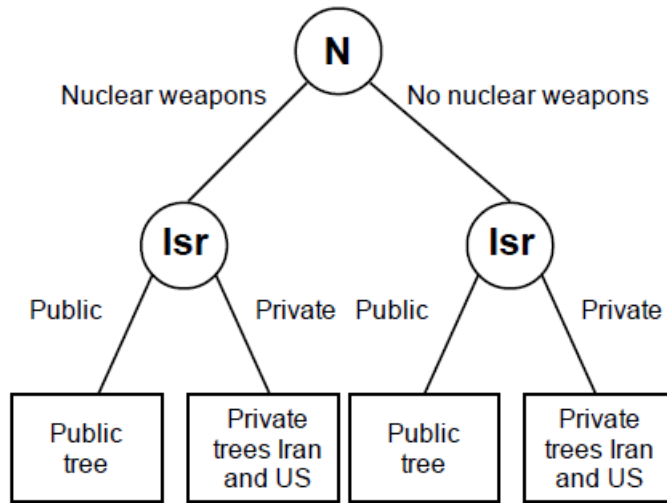 N
Nuclear weapons
No nuclear weapons
Isr
Isr
Public
Private
Public
Private
Public
tree
Private
trees Iran
and US
Public
tree
Private
trees Iran
and US